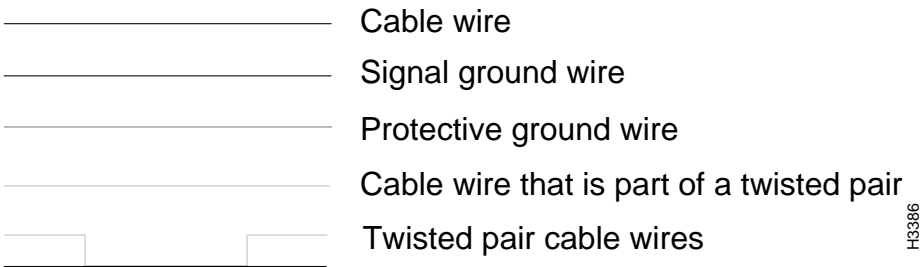 Cable wire
Signal ground wire
Protective ground wire
Cable wire that is part of a twisted pair
Twisted pair cable wires
H3386